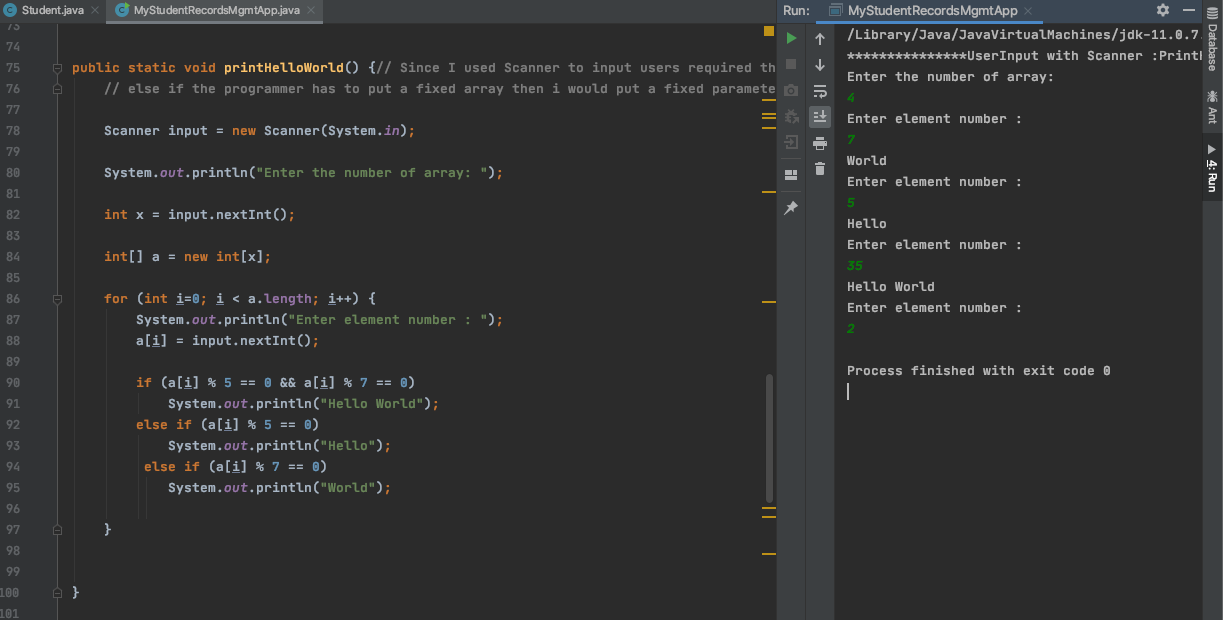 Student.java
MyStudentRecordsMgmtApp.java
73
74
75 public static void printHelloWorld() {// Since I used Scanner to input users required th
76 // else if the programmer has to put a fixed array then i would put a fixed paramete
77
78 Scanner input = new Scanner(System.in);
79
80 System.out.println("Enter the number of array: ");
81
82 int x = input.nextInt();
83
84 int[] a = new int[x];
85
86 for (int i=0; i < a.length; i++) {
87 System.out.println("Enter element number : ");
88 a[i] = input.nextInt();
89
90 if (a[i] % 5 == 0 && a[i] % 7 == 0)
91 System.out.println("Hello World");
92 else if (a[i] % 5 == 0)
93 System.out.println("Hello");
94 else if (a[i] % 7 == 0)
95 System.out.println("World");
96
97 }
98
99
100 }
101
Run: MyStudentRecordsMgmtApp
/Library/Java/JavaVirtualMachines/jdk-11.0.7.
***************UserInput with Scanner :Print
Enter the number of array:
4
Enter element number :
7
World
Enter element number :
5
Hello
Enter element number :
35
Hello World
Enter element number :
2
Process finished with exit code 0
Database
Ant
4: Run